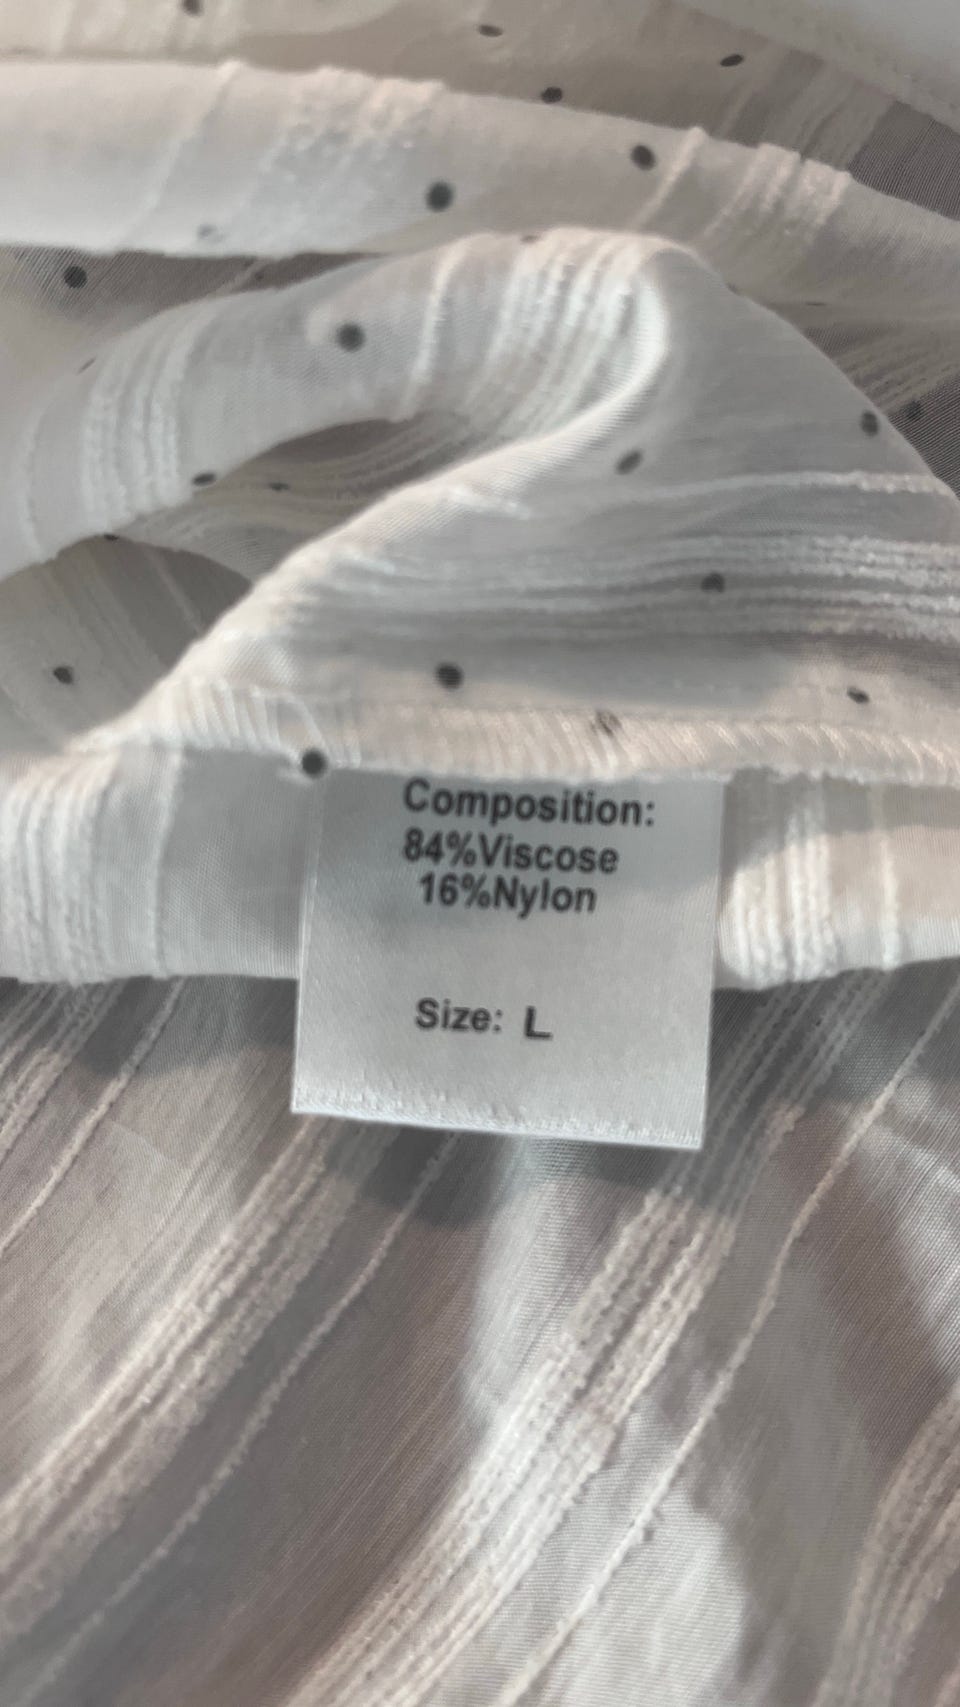 Composition:
84%Viscose
16%Nylon
Size: L